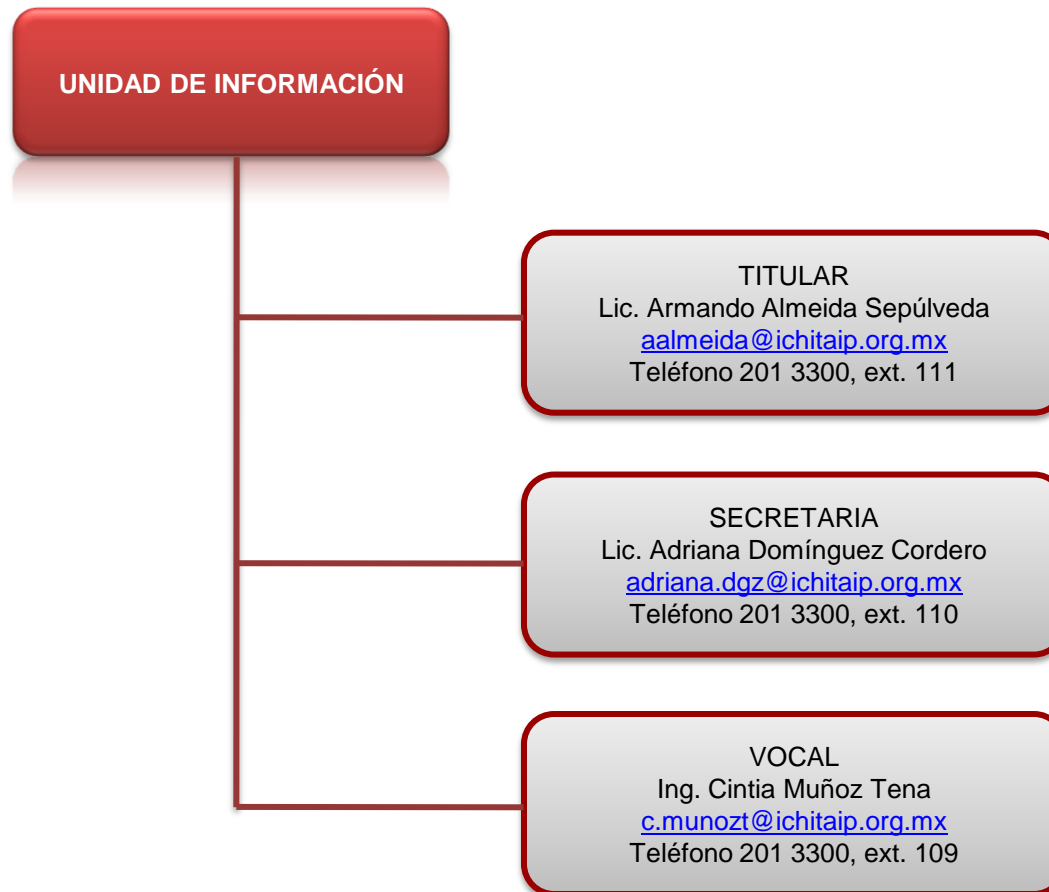 UNIDAD DE INFORMACIÓN
TITULAR
Lic. Armando Almeida Sepúlveda
aalmeida@ichitaip.org.mx
Teléfono 201 3300, ext. 111
SECRETARIA
Lic. Adriana Domínguez Cordero
adriana.dgz@ichitaip.org.mx
Teléfono 201 3300, ext. 110
VOCAL
Ing. Cintia Muñoz Tena
c.munozt@ichitaip.org.mx
Teléfono 201 3300, ext. 109